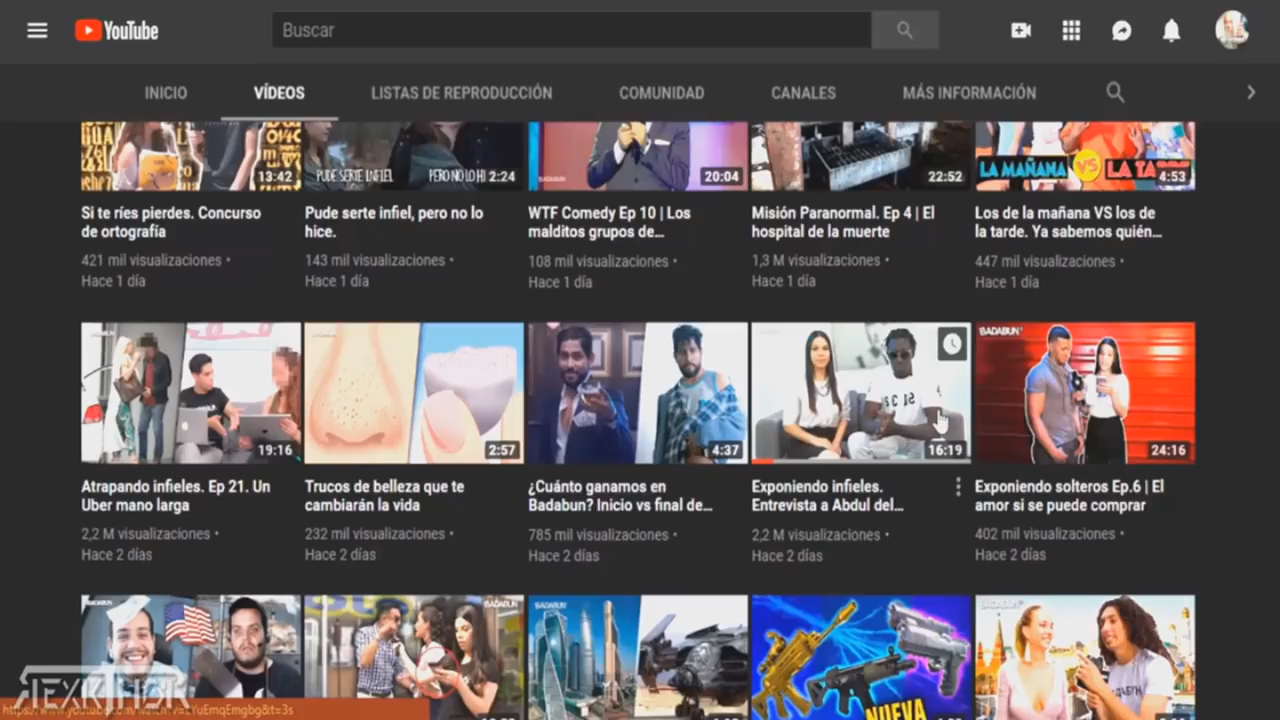 YouTube
Buscar
INICIO
VÍDEOS
LISTAS DE REPRODUCCIÓN
COMUNIDAD
CANALES
MÁS INFORMACIÓN
13:42
PUDE SERTE INFIEL
PERO NO LO HI
2:24
BADABUN
20:04
22:52
LA MAÑANA
VS
LA TA
4:53
Si te ríes pierdes. Concurso
de ortografía
421 mil visualizaciones •
Hace 1 día
Pude serte infiel, pero no lo
hice.
143 mil visualizaciones •
Hace 1 día
WTF Comedy Ep 10 | Los
malditos grupos de...
108 mil visualizaciones •
Hace 1 día
Misión Paranormal. Ep 4 | El
hospital de la muerte
1,3 M visualizaciones •
Hace 1 día
Los de la mañana VS los de
la tarde. Ya sabemos quién...
447 mil visualizaciones •
Hace 1 día
19:16
2:57
4:37
16:19
BADABUN
24:16
Atrapando infieles. Ep 21. Un
Uber mano larga
2,2 M visualizaciones •
Hace 2 días
Trucos de belleza que te
cambiarán la vida
232 mil visualizaciones •
Hace 2 días
¿Cuánto ganamos en
Badabun? Inicio vs final de...
785 mil visualizaciones •
Hace 2 días
Exponiendo infieles.
Entrevista a Abdul del...
2,2 M visualizaciones •
Hace 2 días
Exponiendo solteros Ep.6 | El
amor si se puede comprar
402 mil visualizaciones •
Hace 2 días
BADABUN
BADABUN
BADABUN
NUEVA
BADABUN